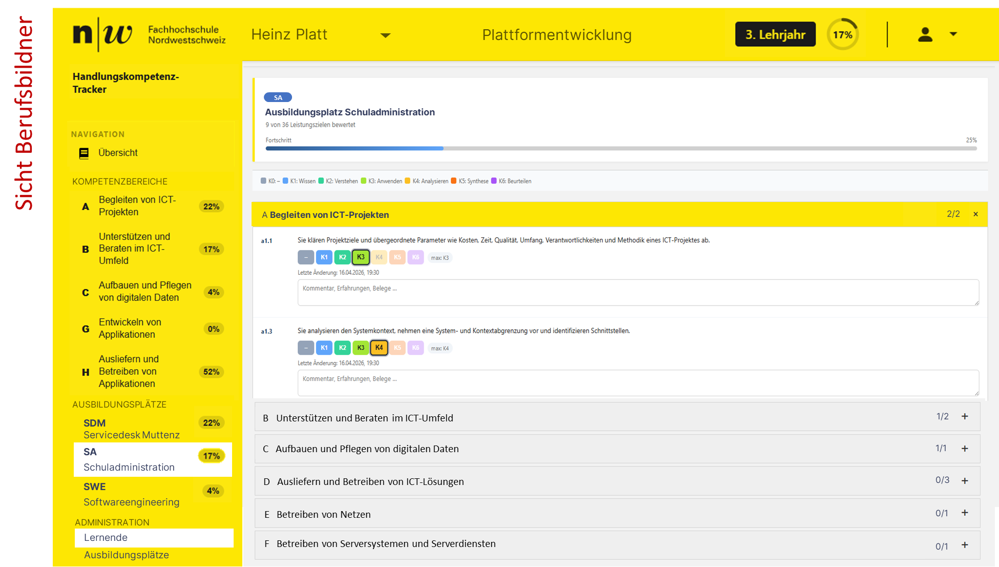 Sicht Berufsbildner
n|w Fachhochschule
Nordwestschweiz
Heinz Platt
Plattformentwicklung
3. Lehrjahr
17%
Handlungskompetenz-
Tracker
NAVIGATION
Übersicht
KOMPETENZBEREICHE
A Begleiten von ICT-
Projekten 22%
B Unterstützen und
Beraten im ICT-
Umfeld 17%
C Aufbauen und Pflegen
von digitalen Daten 4%
G Entwickeln von
Applikationen 0%
H Ausliefern und
Betreiben von
Applikationen 52%
AUSBILDUNGSPLÄTZE
SDM 22%
Servicedesk Muttenz
SA 17%
Schuladministration
SWE 4%
Softwareengineering
ADMINISTRATION
Lernende
Ausbildungsplätze
SA
Ausbildungsplatz Schuladministration
9 von 36 Leistungszielen bewertet
Fortschritt 25%
K0: – K1: Wissen K2: Verstehen K3: Anwenden K4: Analysieren K5: Synthese K6: Beurteilen
A Begleiten von ICT-Projekten 2/2 ×
a1.1 Sie klären Projektziele und übergeordnete Parameter wie Kosten, Zeit, Qualität, Umfang, Verantwortlichkeiten und Methodik eines ICT-Projektes ab.
– K1 K2 K3 K4 K5 K6 max: K3
Letzte Änderung: 16.04.2026, 19:30
Kommentar, Erfahrungen, Belege ...
a1.3 Sie analysieren den Systemkontext, nehmen eine System- und Kontextabgrenzung vor und identifizieren Schnittstellen.
– K1 K2 K3 K4 K5 K6 max: K4
Letzte Änderung: 16.04.2026, 19:30
Kommentar, Erfahrungen, Belege ...
B Unterstützen und Beraten im ICT-Umfeld 1/2 +
C Aufbauen und Pflegen von digitalen Daten 1/1 +
D Ausliefern und Betreiben von ICT-Lösungen 0/3 +
E Betreiben von Netzen 0/1 +
F Betreiben von Serversystemen und Serverdiensten 0/1 +